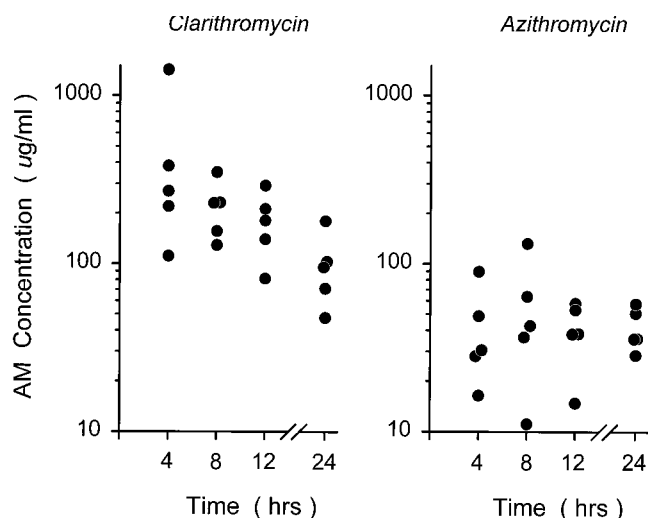 Clarithromycin
Azithromycin
AM Concentration ( ug/ml )
1000
100
10
4 8 12 24
Time ( hrs )
1000
100
10
4 8 12 24
Time ( hrs )